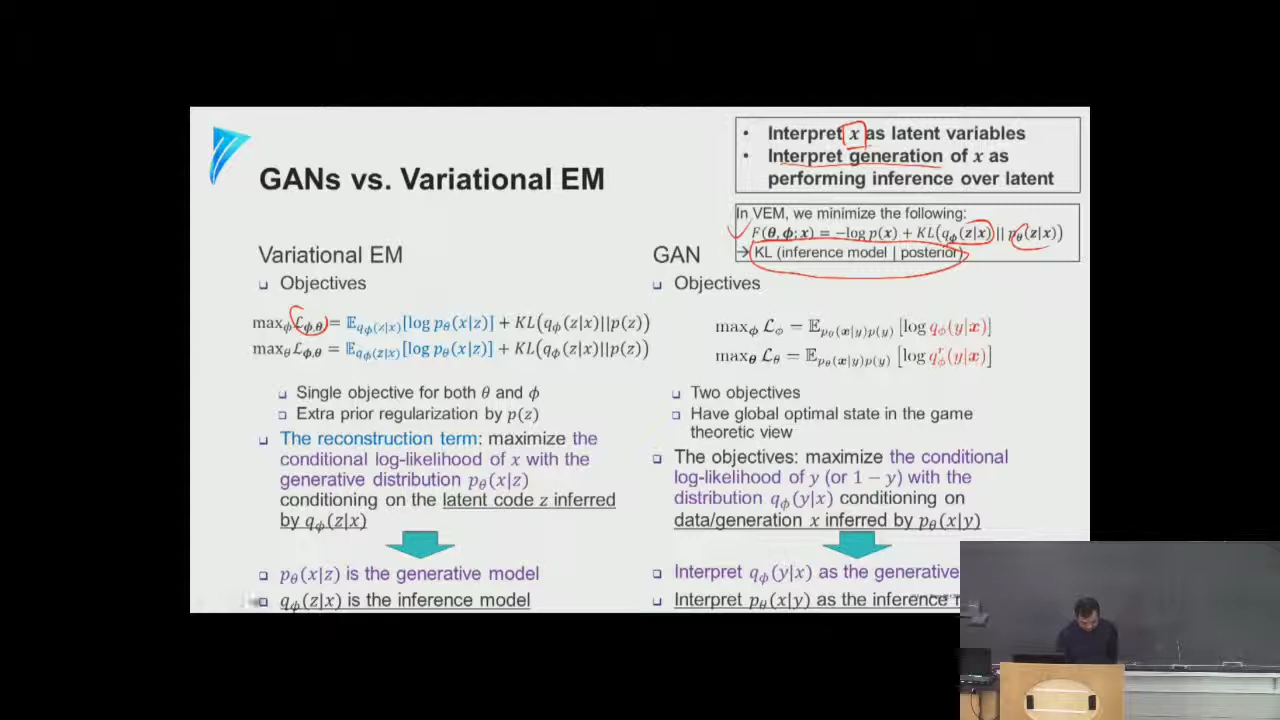 GANs vs. Variational EM
• Interpret x as latent variables
• Interpret generation of x as
performing inference over latent
In VEM, we minimize the following:
F(θ, ϕ; x) = −log p(x) + KL(qϕ(z|x) || pθ(z|x))
→ KL (inference model | posterior)
Variational EM
❑ Objectives
maxϕ ℒϕ,θ = 𝔼qϕ(z|x)[log pθ(x|z)] + KL(qϕ(z|x)||p(z))
maxθ ℒϕ,θ = 𝔼qϕ(z|x)[log pθ(x|z)] + KL(qϕ(z|x)||p(z))
❑ Single objective for both θ and ϕ
❑ Extra prior regularization by p(z)
❑ The reconstruction term: maximize the
conditional log-likelihood of x with the
generative distribution pθ(x|z)
conditioning on the latent code z inferred
by qϕ(z|x)
❑ pθ(x|z) is the generative model
❑ qϕ(z|x) is the inference model
GAN
❑ Objectives
maxϕ ℒϕ = 𝔼pθ(x|y)p(y) [log qϕ(y|x)]
maxθ ℒθ = 𝔼pθ(x|y)p(y) [log qʳϕ(y|x)]
❑ Two objectives
❑ Have global optimal state in the game
theoretic view
❑ The objectives: maximize the conditional
log-likelihood of y (or 1 − y) with the
distribution qϕ(y|x) conditioning on
data/generation x inferred by pθ(x|y)
❑ Interpret qϕ(y|x) as the generative
❑ Interpret pθ(x|y) as the inference